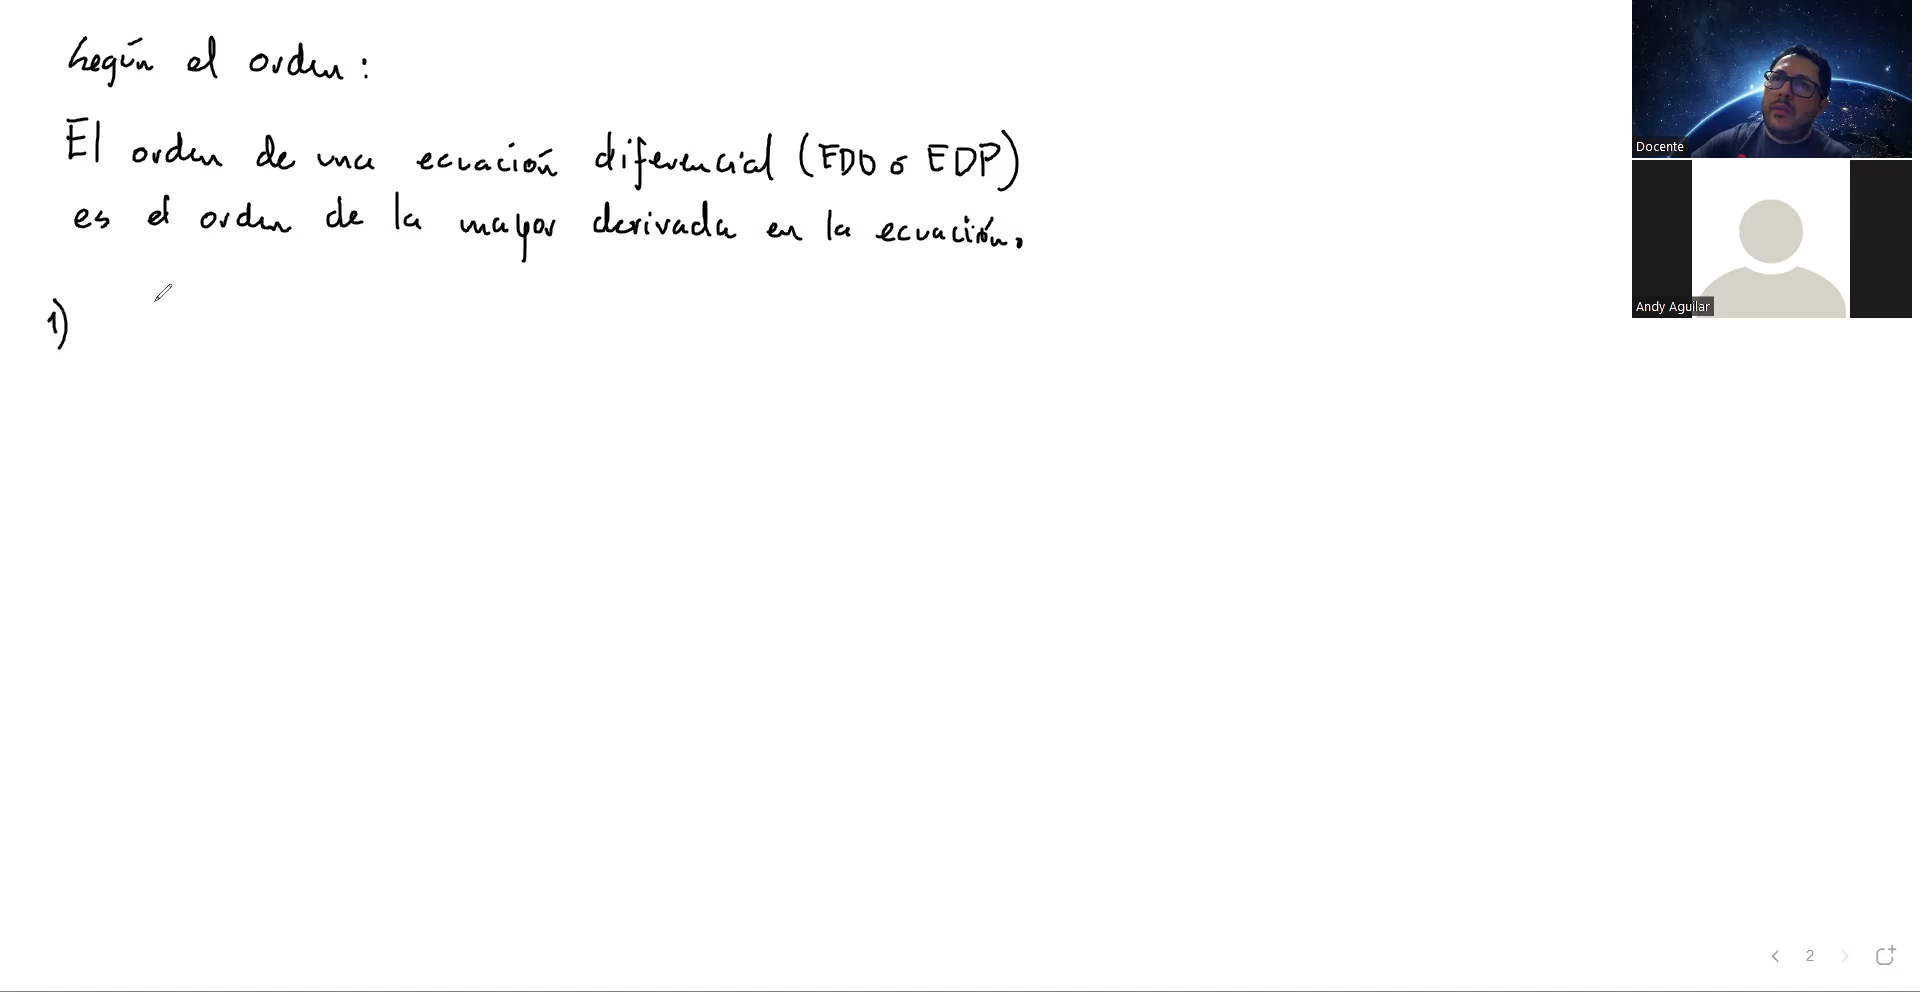 Según el orden:
El orden de una ecuación diferencial (EDO o EDP)
es el orden de la mayor derivada en la ecuación.
1)
Docente
Andy Aguilar
2